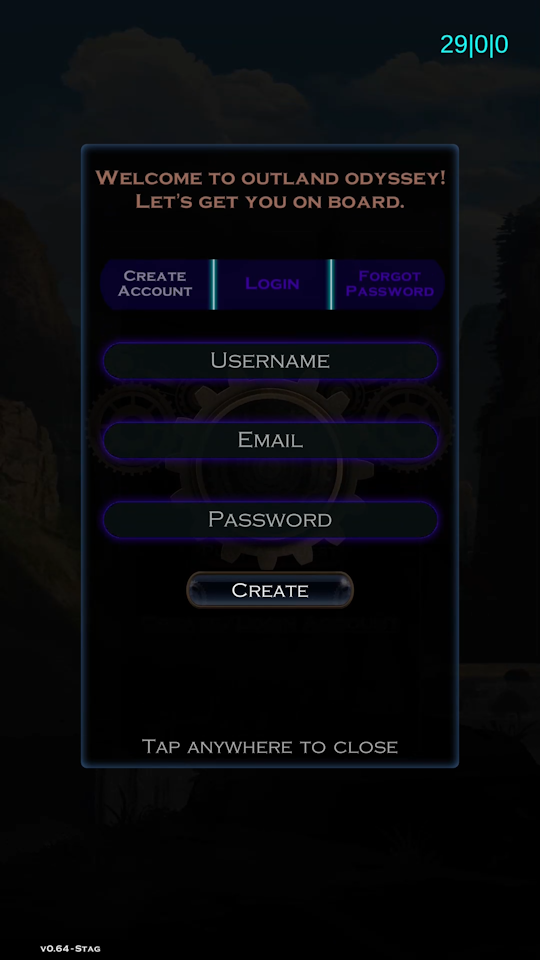 29|0|0
Welcome to outland odyssey!
Let's get you on board.
Create Account
Login
Forgot Password
Username
Email
Password
Create
Tap anywhere to close
v0.64-Stag